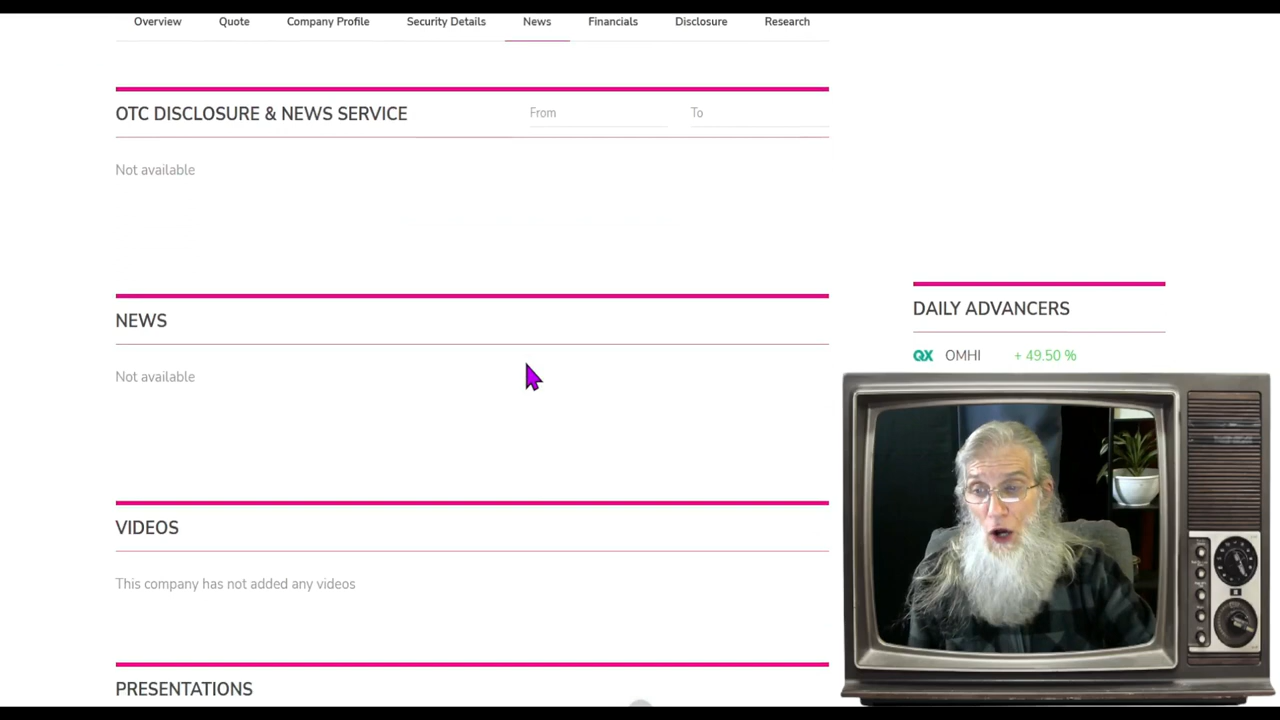 Overview Quote Company Profile Security Details News Financials Disclosure Research
OTC DISCLOSURE & NEWS SERVICE From To
Not available
NEWS
Not available
VIDEOS
This company has not added any videos
PRESENTATIONS
DAILY ADVANCERS
QX OMHI + 49.50 %